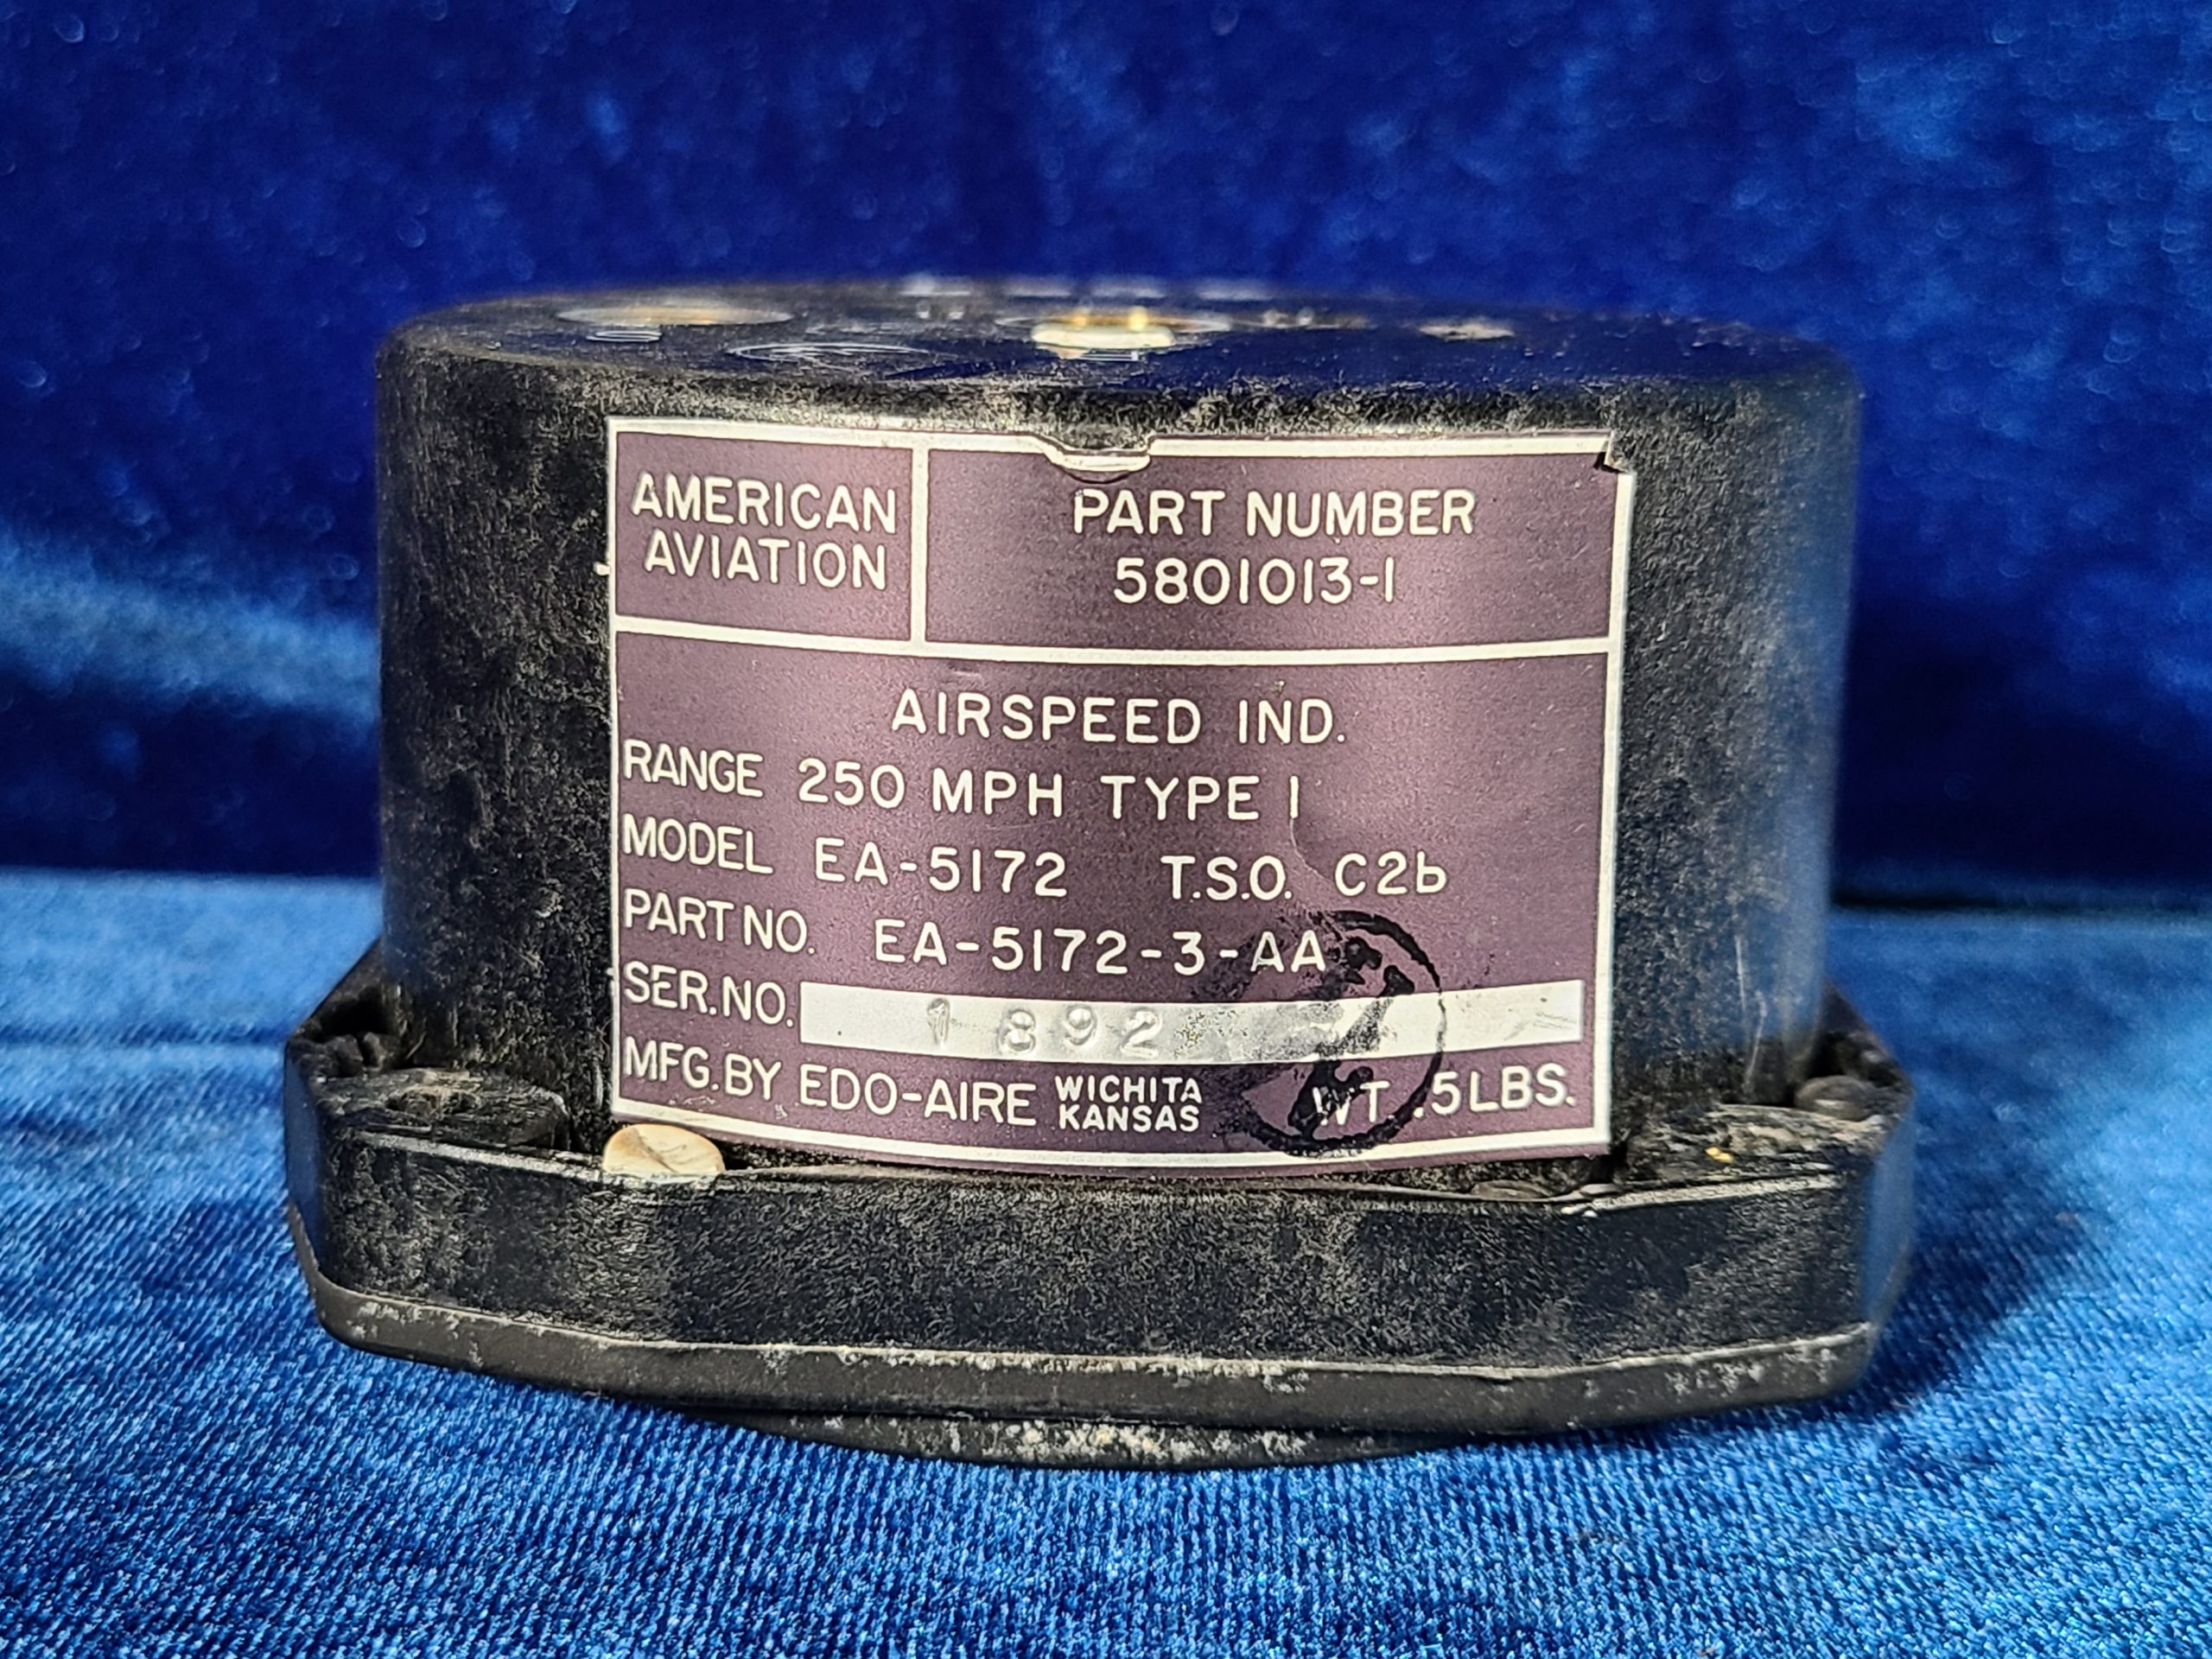 AMERICAN
AVIATION
PART NUMBER
5801013-1
AIRSPEED IND.
RANGE 250 MPH TYPE I
MODEL EA-5172 T.S.O. C2b
PART NO. EA-5172-3-AA
SER.NO. 1892
MFG.BY EDO-AIRE WICHITA KANSAS WT .5LBS.